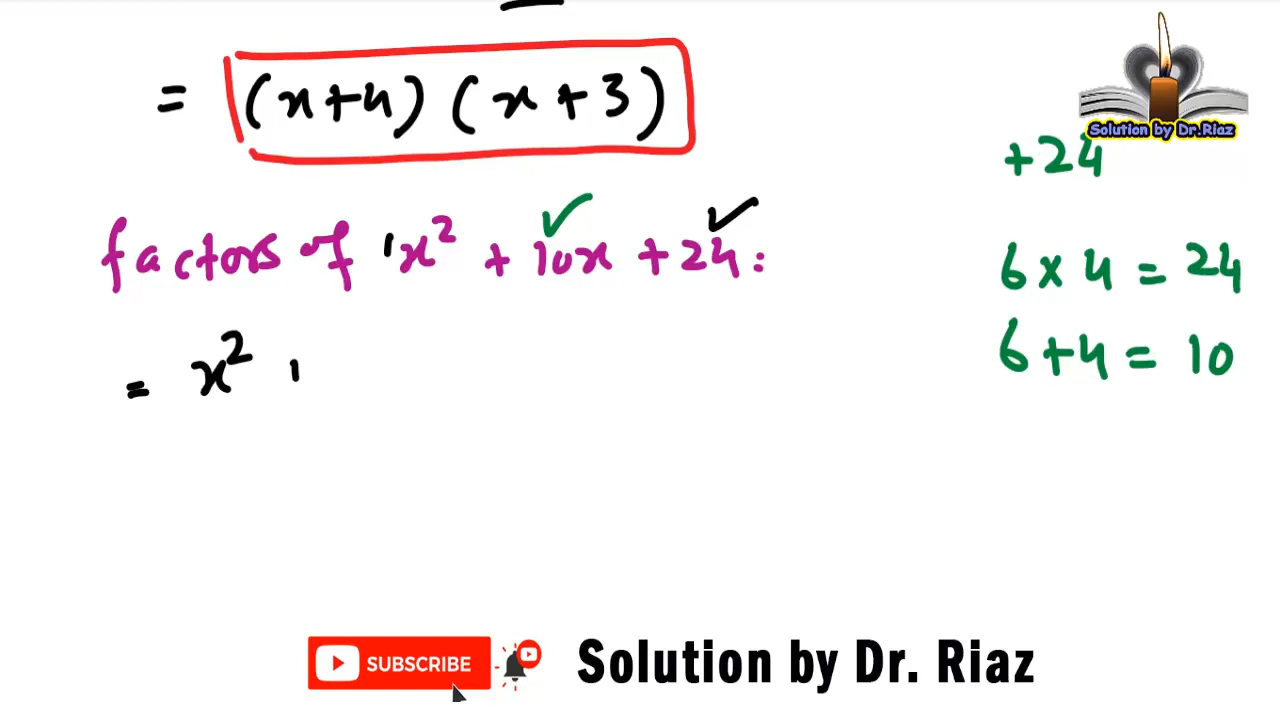 = (x+4) (x+3)
Solution by Dr.Riaz
+24
factors of 1x² + 10x + 24:
6 × 4 = 24
6 + 4 = 10
= x²
SUBSCRIBE
Solution by Dr. Riaz